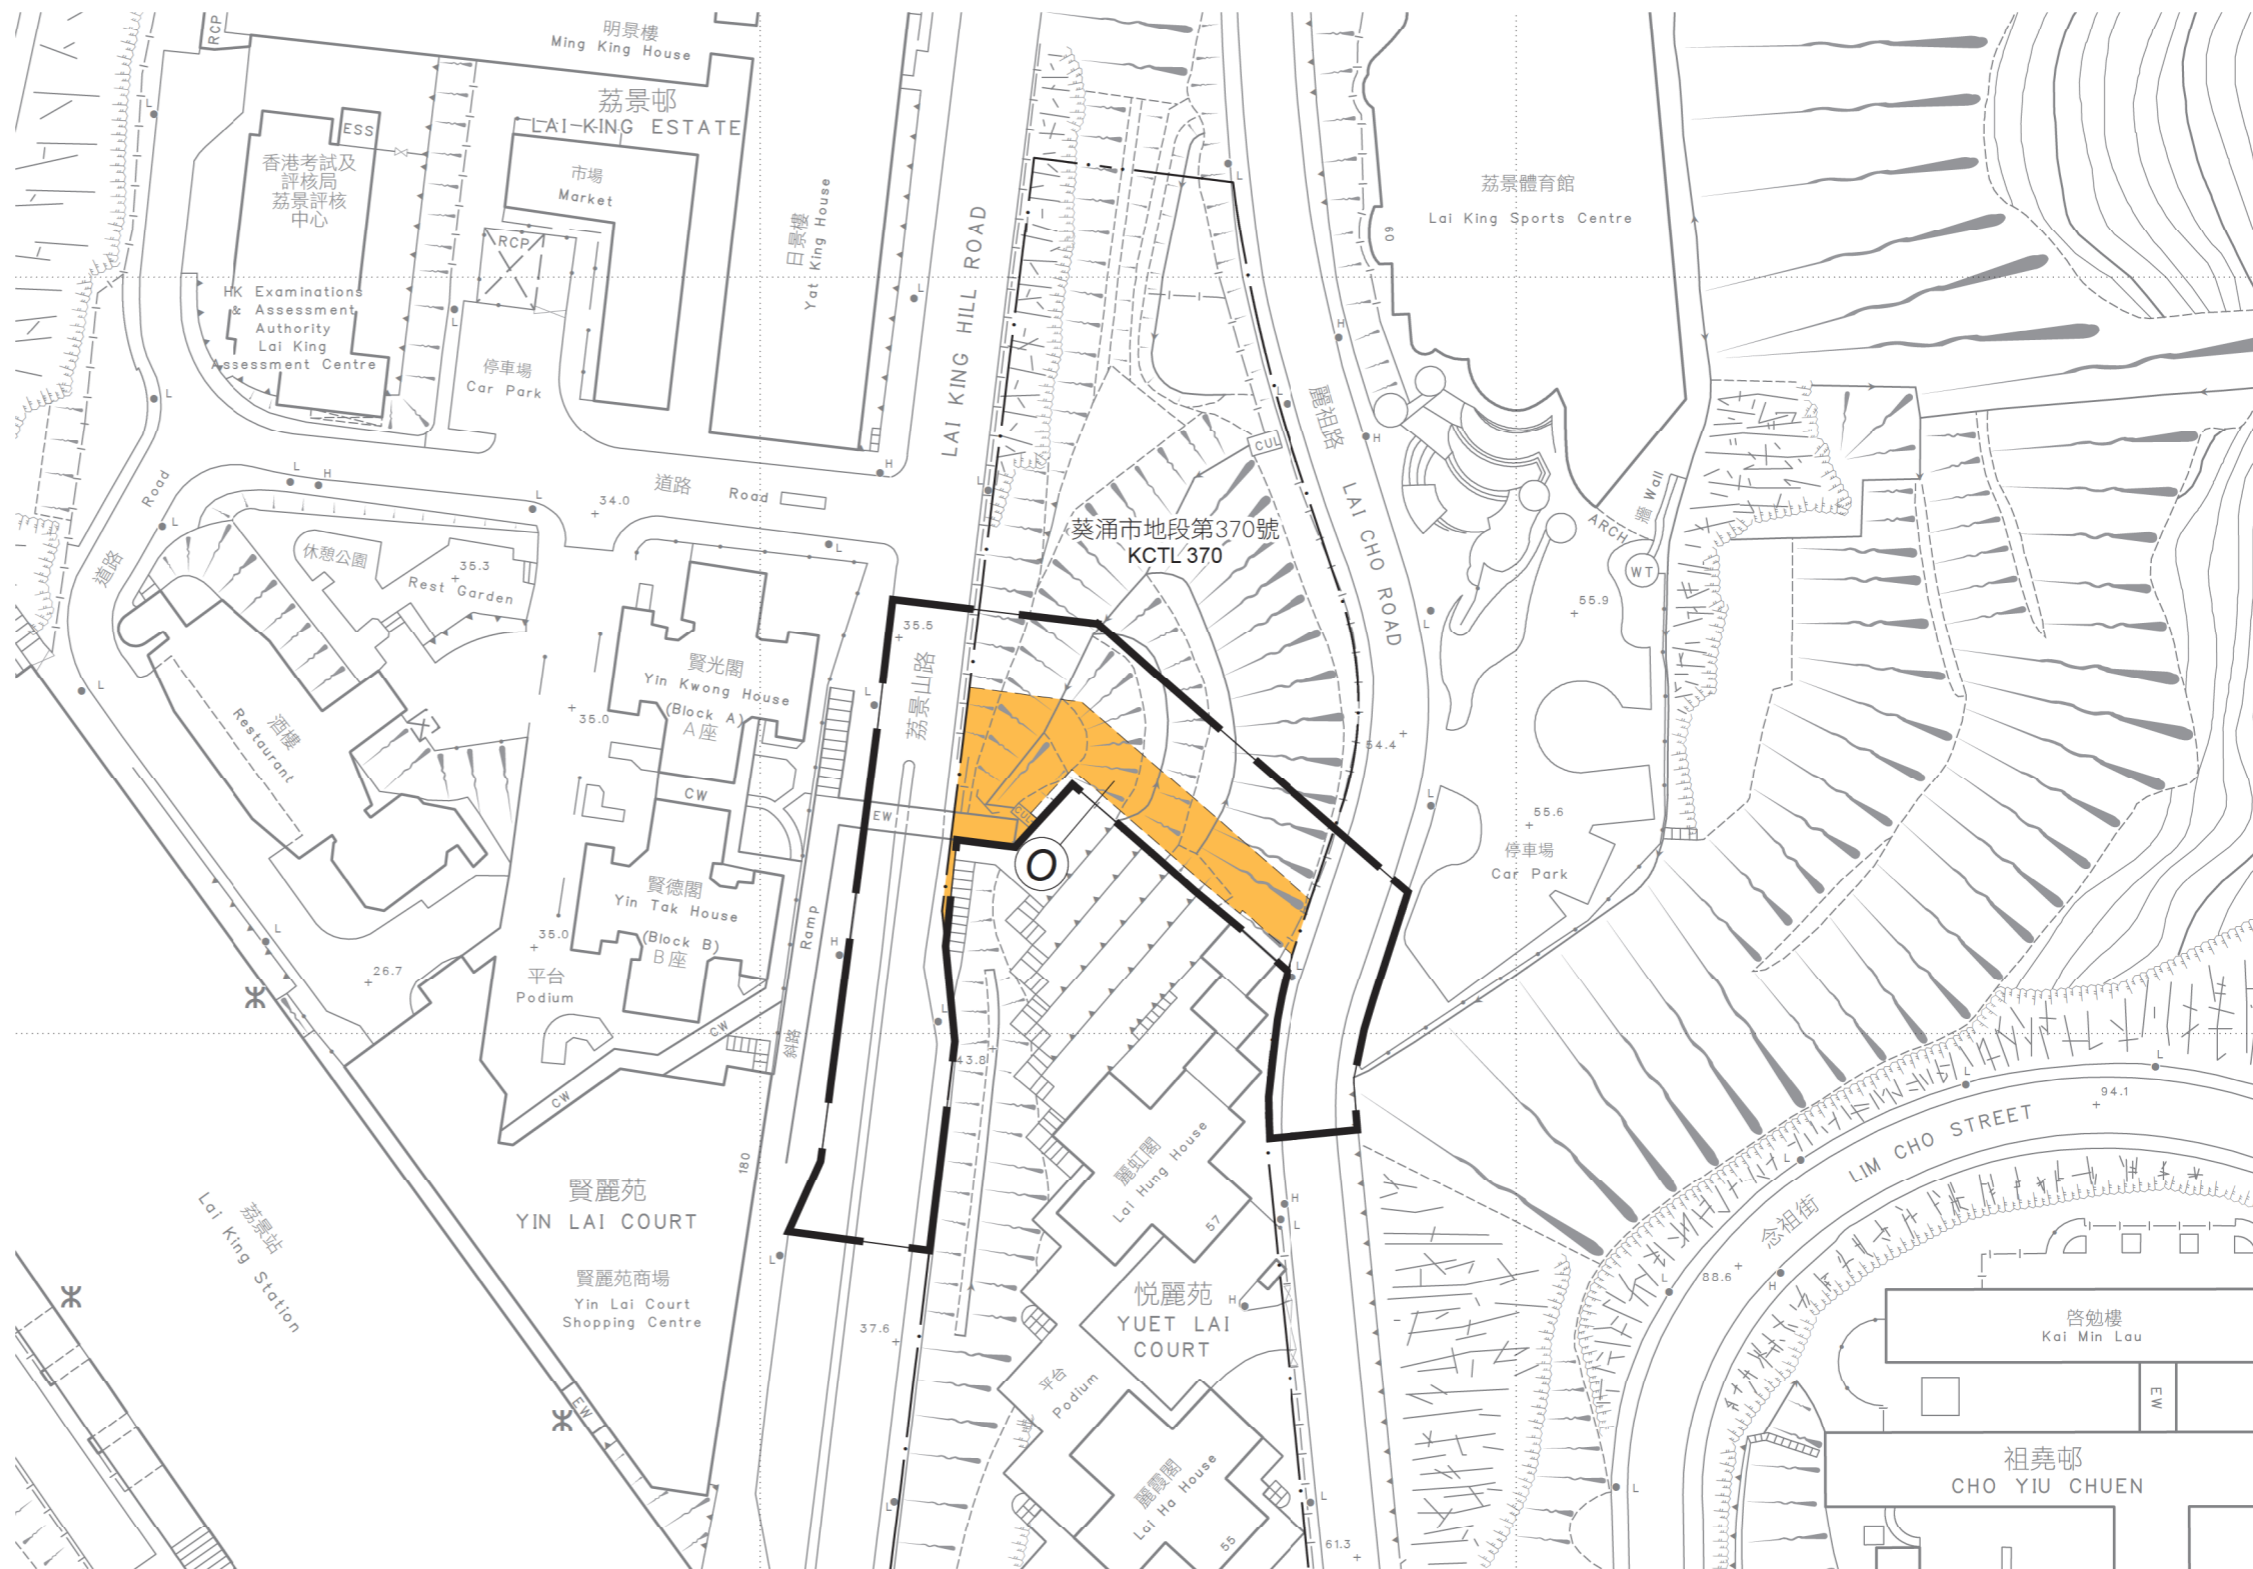 RCP
明景樓
Ming King House
荔景邨
LAI KING ESTATE
ESS
香港考試及
評核局
荔景評核
中心
HK Examinations
& Assessment
Authority
Lai King
Assessment Centre
市場
Market
RCP
停車場
Car Park
日景樓
Yat King House
LAI KING HILL ROAD
荔景體育館
Lai King Sports Centre
60
麗祖路
LAI CHO ROAD
CUL
葵涌市地段第370號
KCTL 370
ARCH
牆 Wall
WT
55.9
54.4
55.6
停車場
Car Park
道路
Road
道路
Road
34.0
休憩公園
Rest Garden
35.3
酒樓
Restaurant
35.0
賢光閣
Yin Kwong House
(Block A)
A座
CW
賢德閣
Yin Tak House
(Block B)
B座
35.0
35.5
荔景山路
EW
CUL
O
Ramp
斜路
平台
Podium
26.7
CW
CW
43.8
180
賢麗苑
YIN LAI COURT
賢麗苑商場
Yin Lai Court
Shopping Centre
荔景站
Lai King Station
EW
37.6
麗虹閣
Lai Hung House
57
悦麗苑
YUET LAI
COURT
平台
Podium
麗霞閣
Lai Ha House
55
61.3
念祖街
LIM CHO STREET
94.1
88.6
啓勉樓
Kai Min Lau
EW
祖堯邨
CHO YIU CHUEN